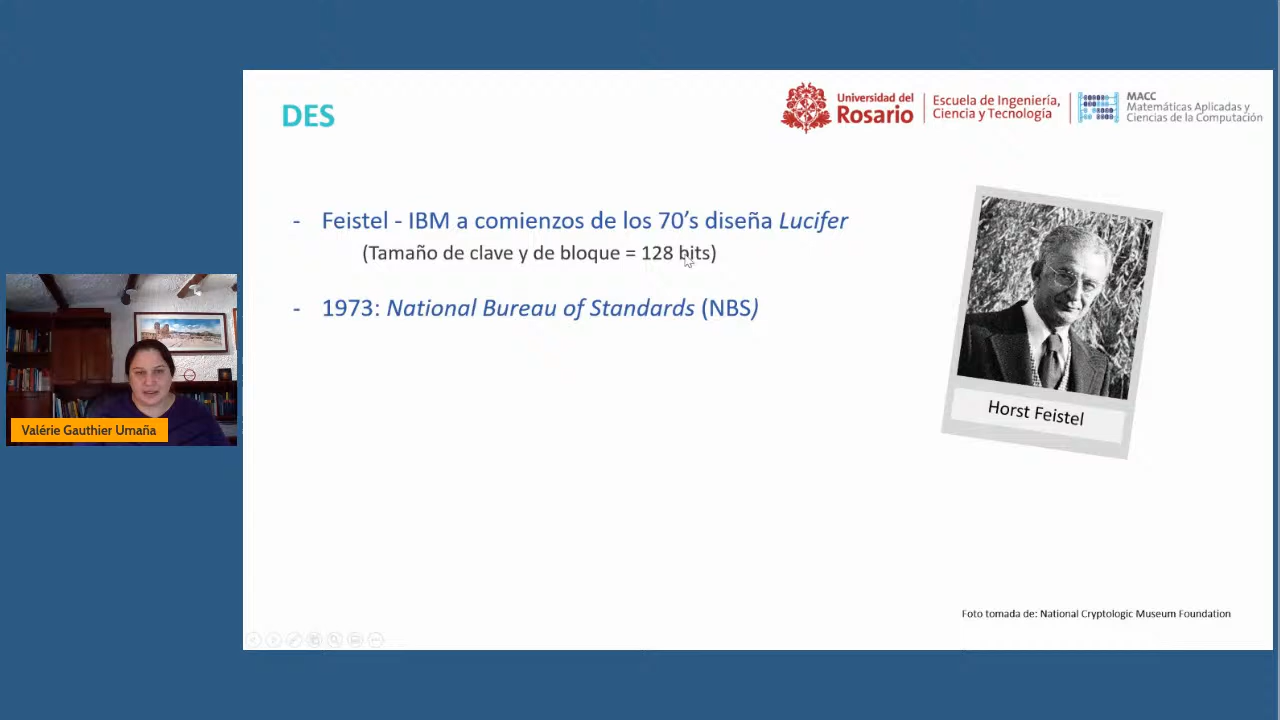 DES
Universidad del
Rosario
Escuela de Ingeniería,
Ciencia y Tecnología
MACC
Matemáticas Aplicadas y
Ciencias de la Computación
- Feistel - IBM a comienzos de los 70's diseña Lucifer
(Tamaño de clave y de bloque = 128 bits)
- 1973: National Bureau of Standards (NBS)
Horst Feistel
Valérie Gauthier Umaña
Foto tomada de: National Cryptologic Museum Foundation